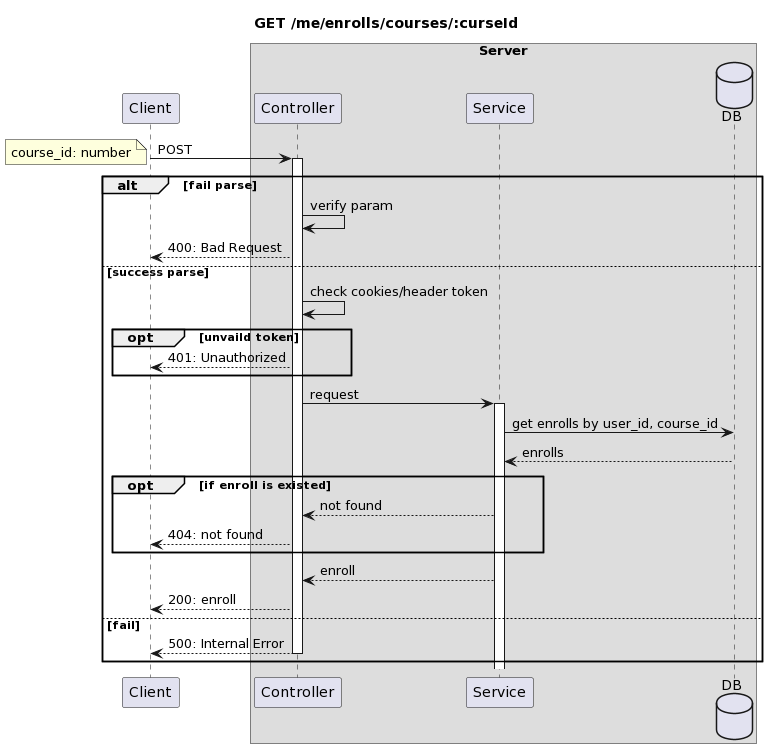 GET /me/enrolls/courses/:curseId
Server
Client
Controller
Service
DB
course_id: number
POST
alt
[fail parse]
verify param
400: Bad Request
[success parse]
check cookies/header token
opt
[unvaild token]
401: Unauthorized
request
get enrolls by user_id, course_id
enrolls
opt
[if enroll is existed]
not found
404: not found
enroll
200: enroll
[fail]
500: Internal Error
Client
Controller
Service
DB